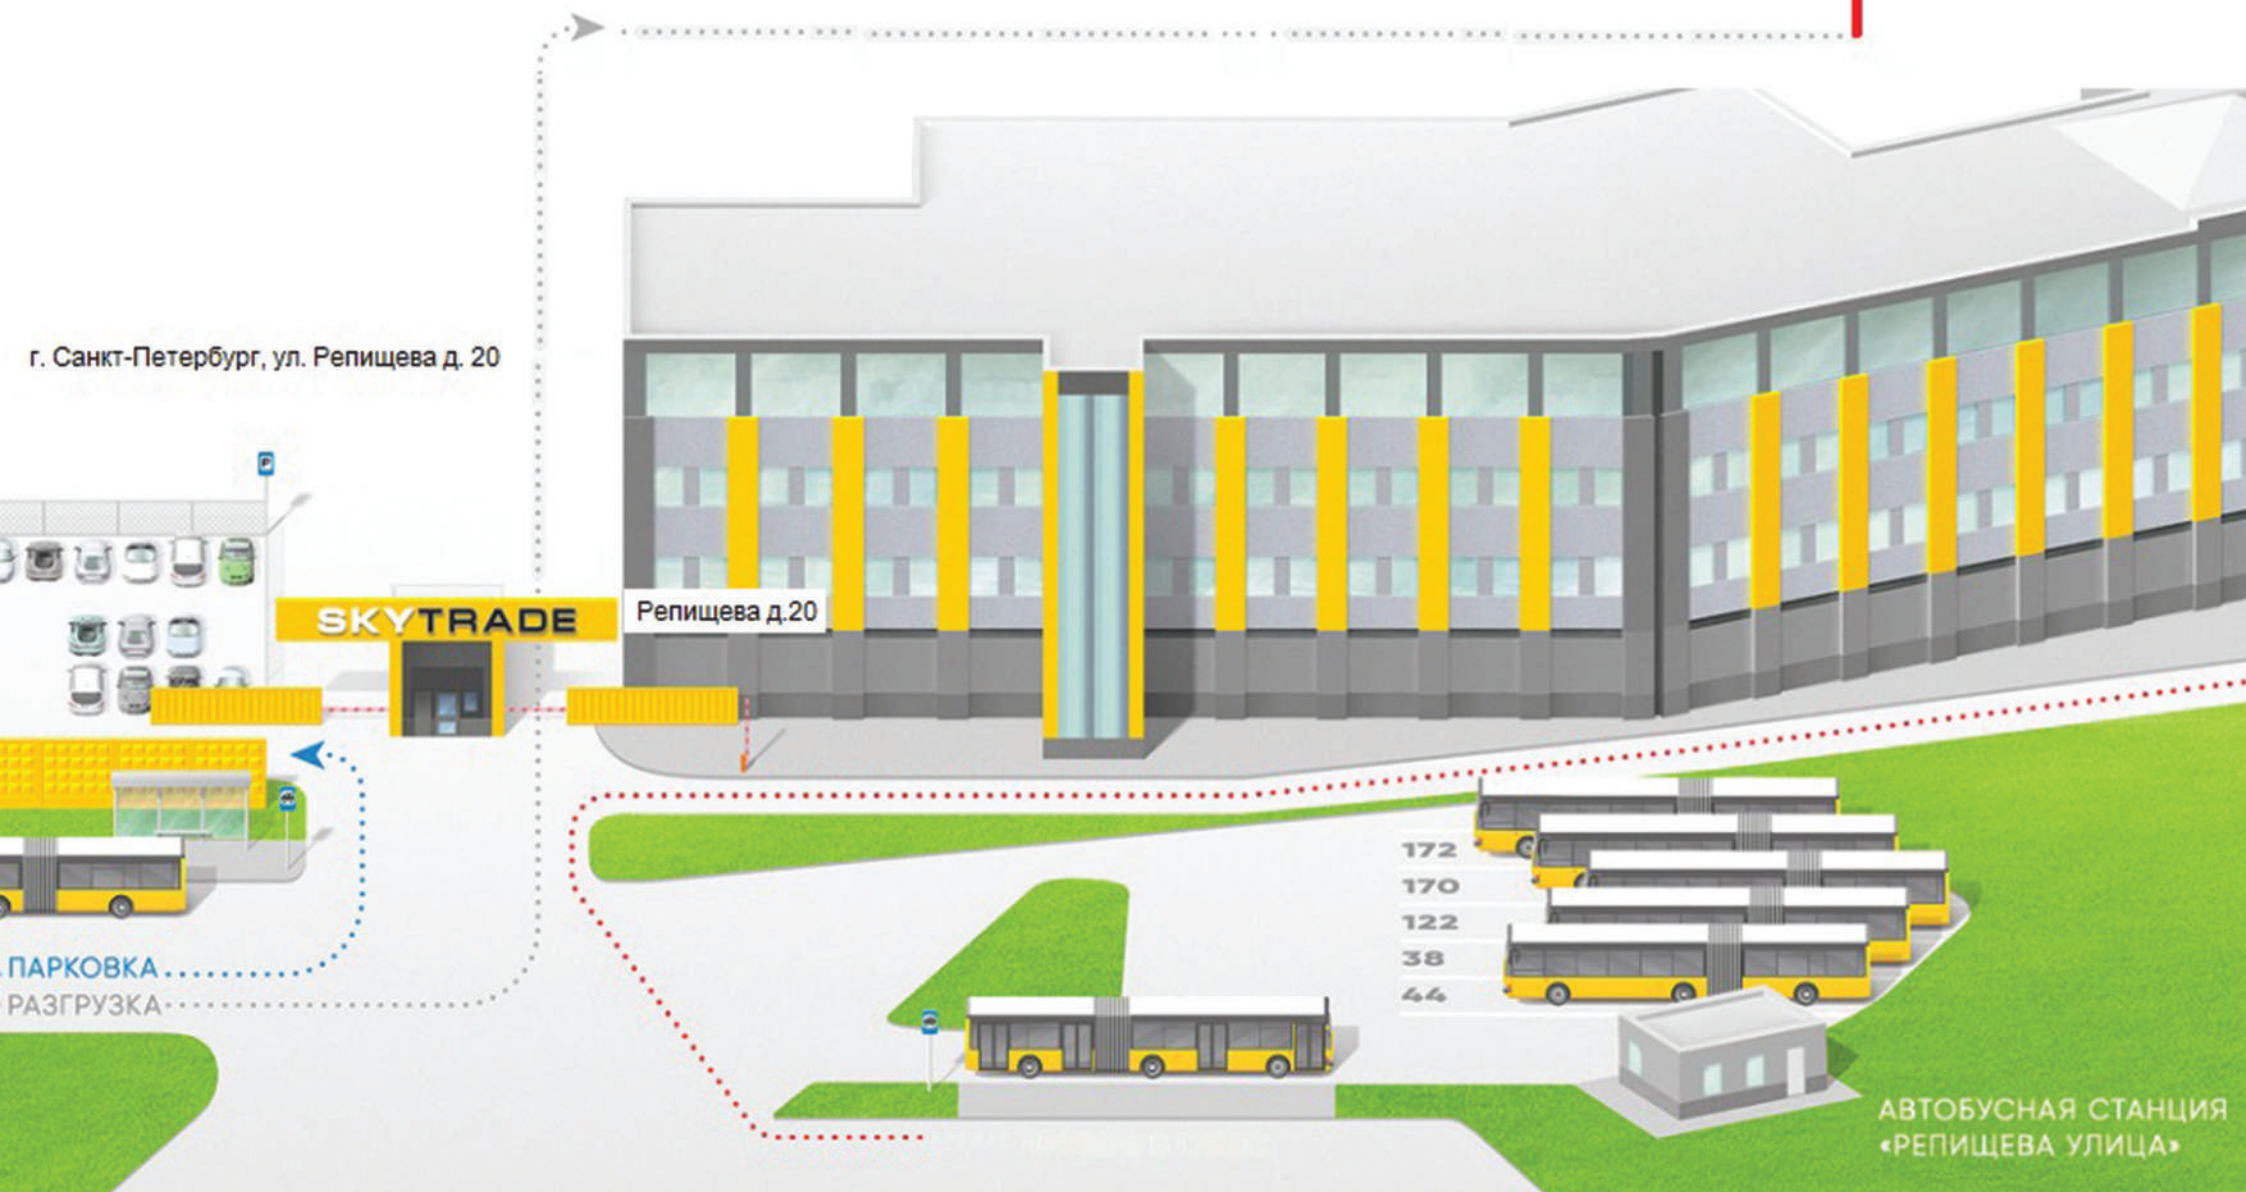 г. Санкт-Петербург, ул. Репищева д. 20
SKYTRADE
Репищева д.20
172
170
122
38
44
ПАРКОВКА
РАЗГРУЗКА
АВТОБУСНАЯ СТАНЦИЯ
«РЕПИЩЕВА УЛИЦА»